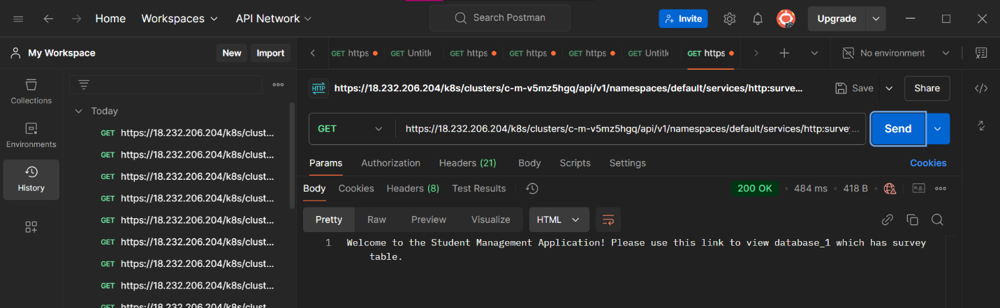 Home Workspaces API Network Search Postman Invite Upgrade
My Workspace New Import GET https GET Untitle GET https GET https GET https GET Untitle GET https No environment
HTTP https://18.232.206.204/k8s/clusters/c-m-v5mz5hgq/api/v1/namespaces/default/services/http:surve... Save Share
Collections
Today
GET https://18.232.206.204/k8s/clust...
GET https://18.232.206.204/k8s/clusters/c-m-v5mz5hgq/api/v1/namespaces/default/services/http:survey... Send
Environments
GET https://18.232.206.204/k8s/clust...
Params Authorization Headers (21) Body Scripts Settings Cookies
History
GET https://18.232.206.204/k8s/clust...
Body Cookies Headers (8) Test Results 200 OK 484 ms 418 B e.g.
GET https://18.232.206.204/k8s/clust...
GET https://18.232.206.204/k8s/clust...
Pretty Raw Preview Visualize HTML
GET https://18.232.206.204/k8s/clust...
1 Welcome to the Student Management Application! Please use this link to view database_1 which has survey
table.
GET https://18.232.206.204/k8s/clust...
GET https://18.232.206.204/k8s/clust...
GET https://18.232.206.204/k8s/clust...